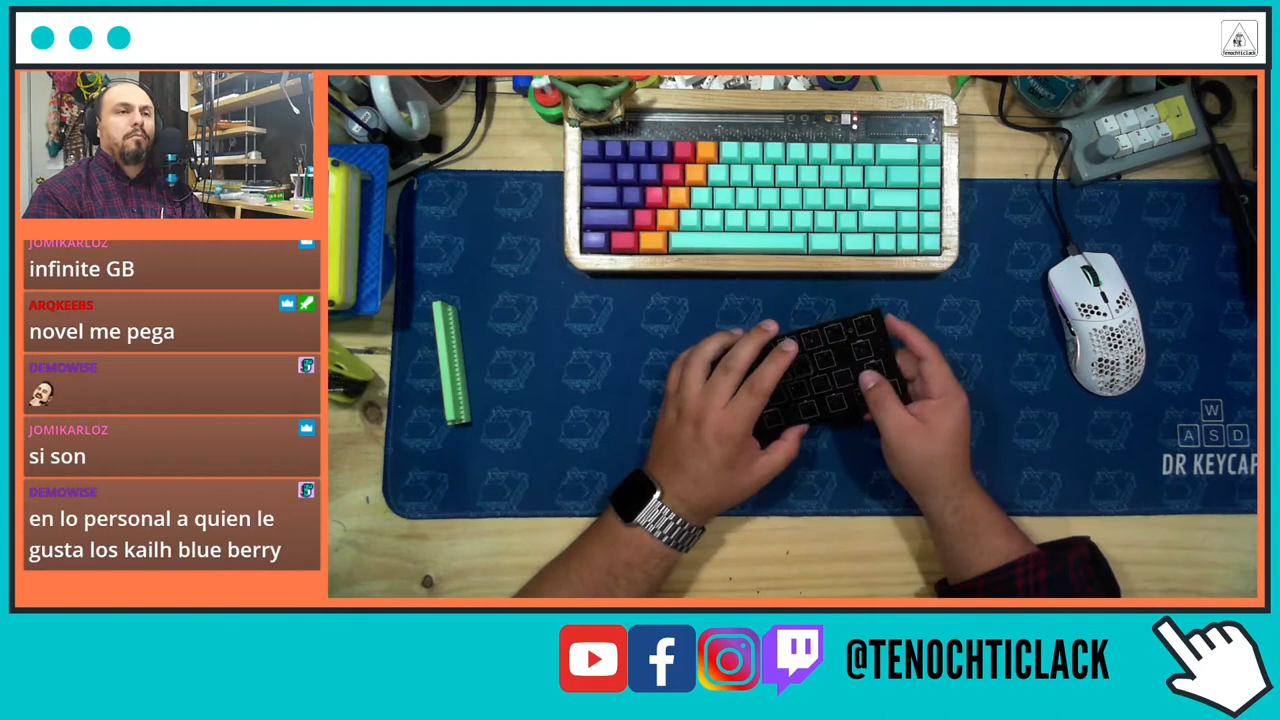 Tenochticlack
JOMIKARLOZ
infinite GB
ARQKEEBS
novel me pega
DEMOWISE
JOMIKARLOZ
si son
DEMOWISE
en lo personal a quien le
gusta los kailh blue berry
W
A S D
DR KEYCAP
@TENOCHTICLACK